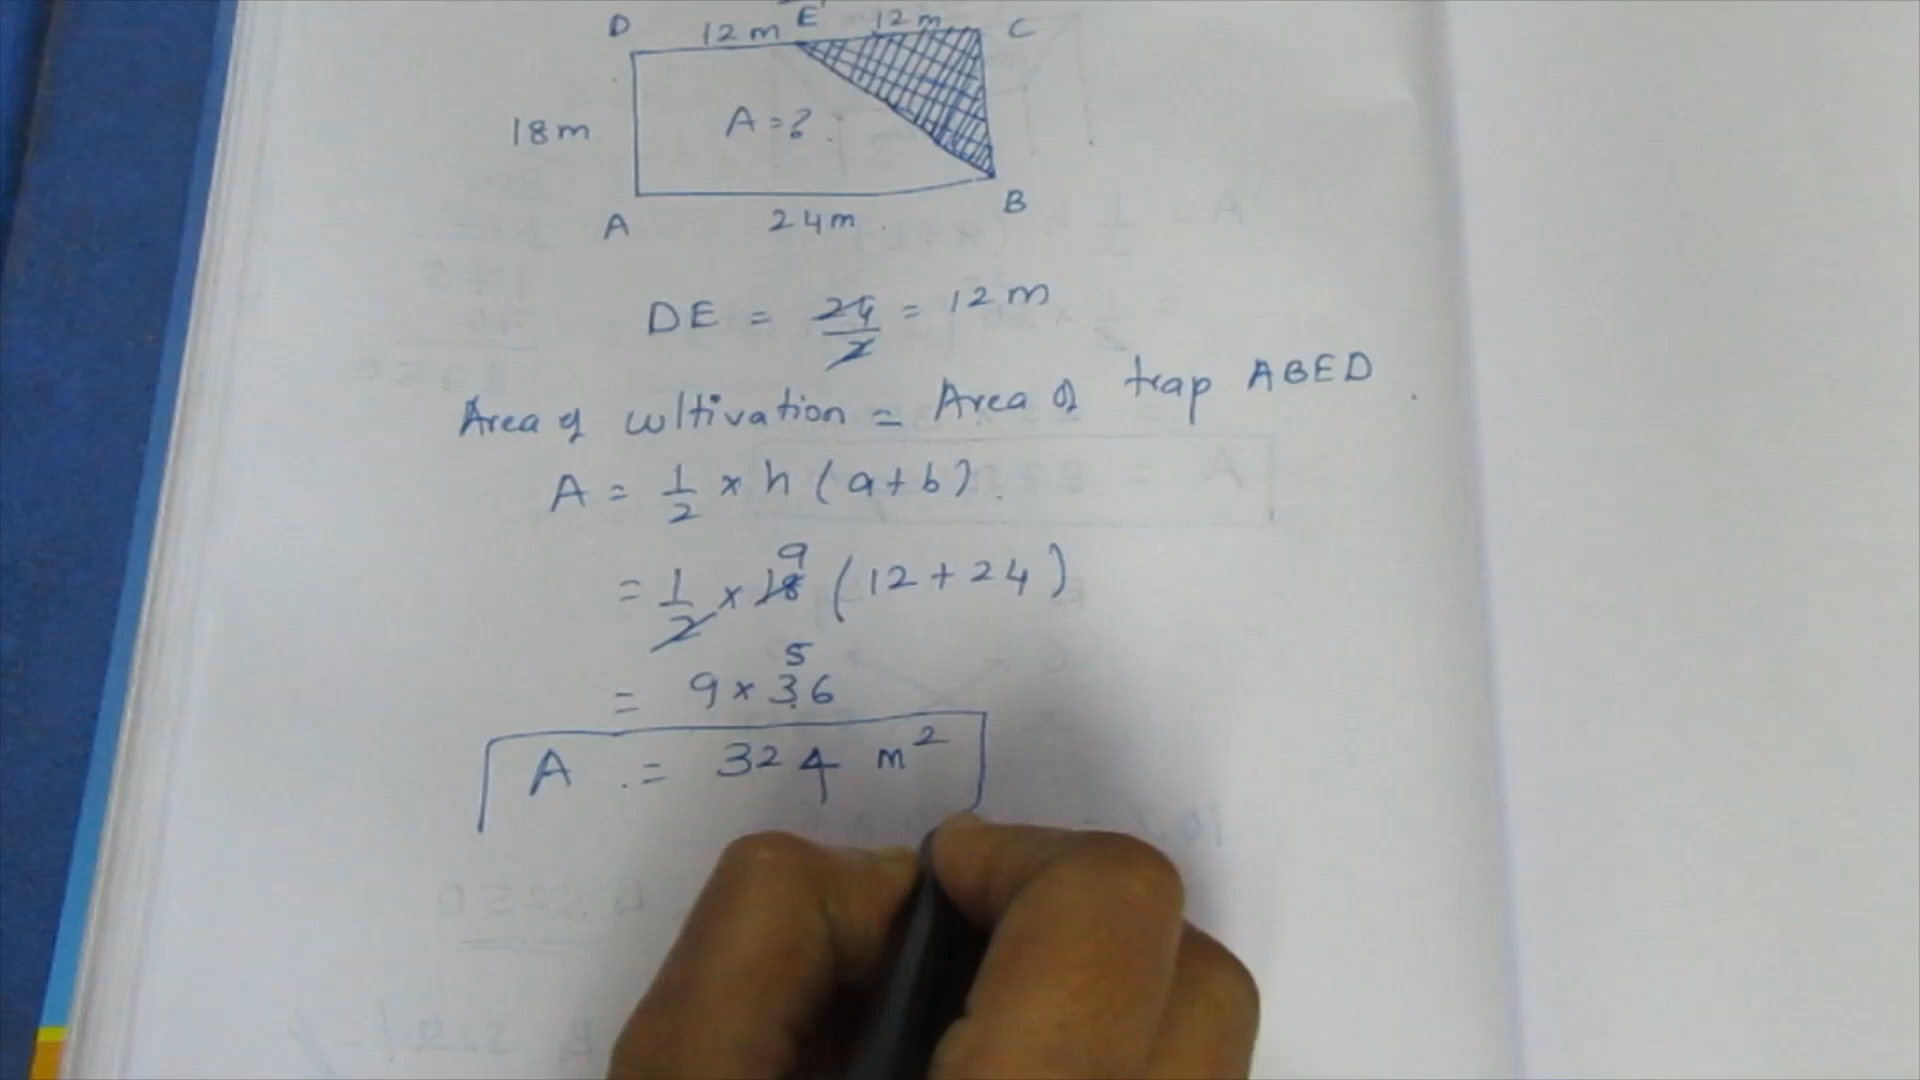 D 12m E 12m C
18m A=?
A 24m B
DE = 24/2 = 12m
Area of cultivation = Area of trap ABED
A = 1/2 × h (a+b).
9
= 1/2 × 18 (12+24)
5
= 9×36
A = 324 m²